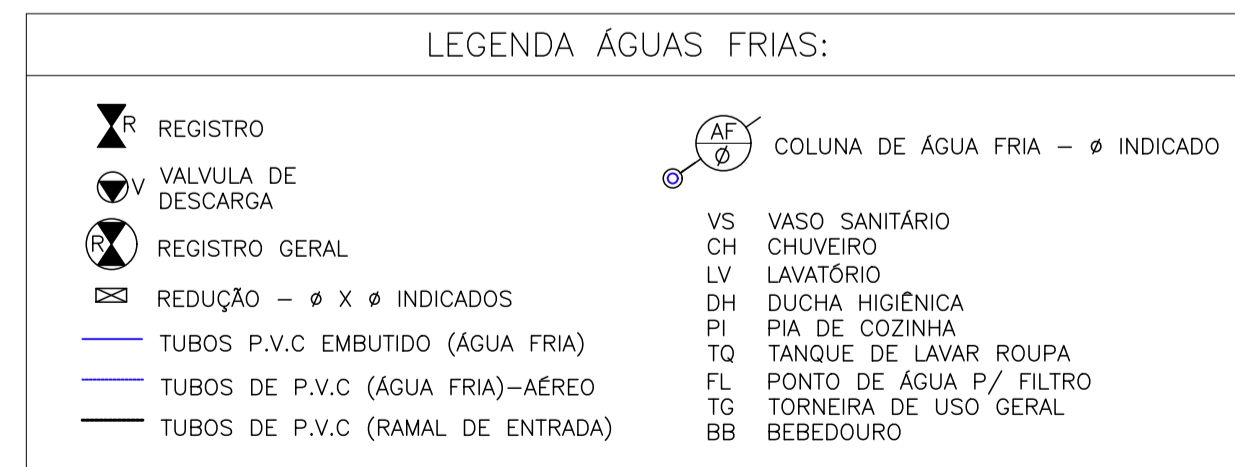 LEGENDA ÁGUAS FRIAS:
R REGISTRO
V VALVULA DE
DESCARGA
R REGISTRO GERAL
REDUÇÃO – ø X ø INDICADOS
TUBOS P.V.C EMBUTIDO (ÁGUA FRIA)
TUBOS DE P.V.C (ÁGUA FRIA)–AÉREO
TUBOS DE P.V.C (RAMAL DE ENTRADA)
AF
ø
COLUNA DE ÁGUA FRIA – ø INDICADO
VS VASO SANITÁRIO
CH CHUVEIRO
LV LAVATÓRIO
DH DUCHA HIGIÊNICA
PI PIA DE COZINHA
TQ TANQUE DE LAVAR ROUPA
FL PONTO DE ÁGUA P/ FILTRO
TG TORNEIRA DE USO GERAL
BB BEBEDOURO